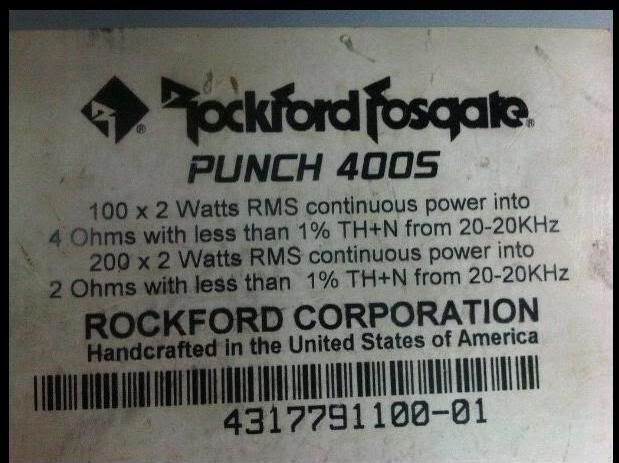 Rockford Fosgate®
PUNCH 400S
100 x 2 Watts RMS continuous power into
4 Ohms with less than 1% TH+N from 20-20KHz
200 x 2 Watts RMS continuous power into
2 Ohms with less than 1% TH+N from 20-20KHz
ROCKFORD CORPORATION
Handcrafted in the United States of America
4317791100-01